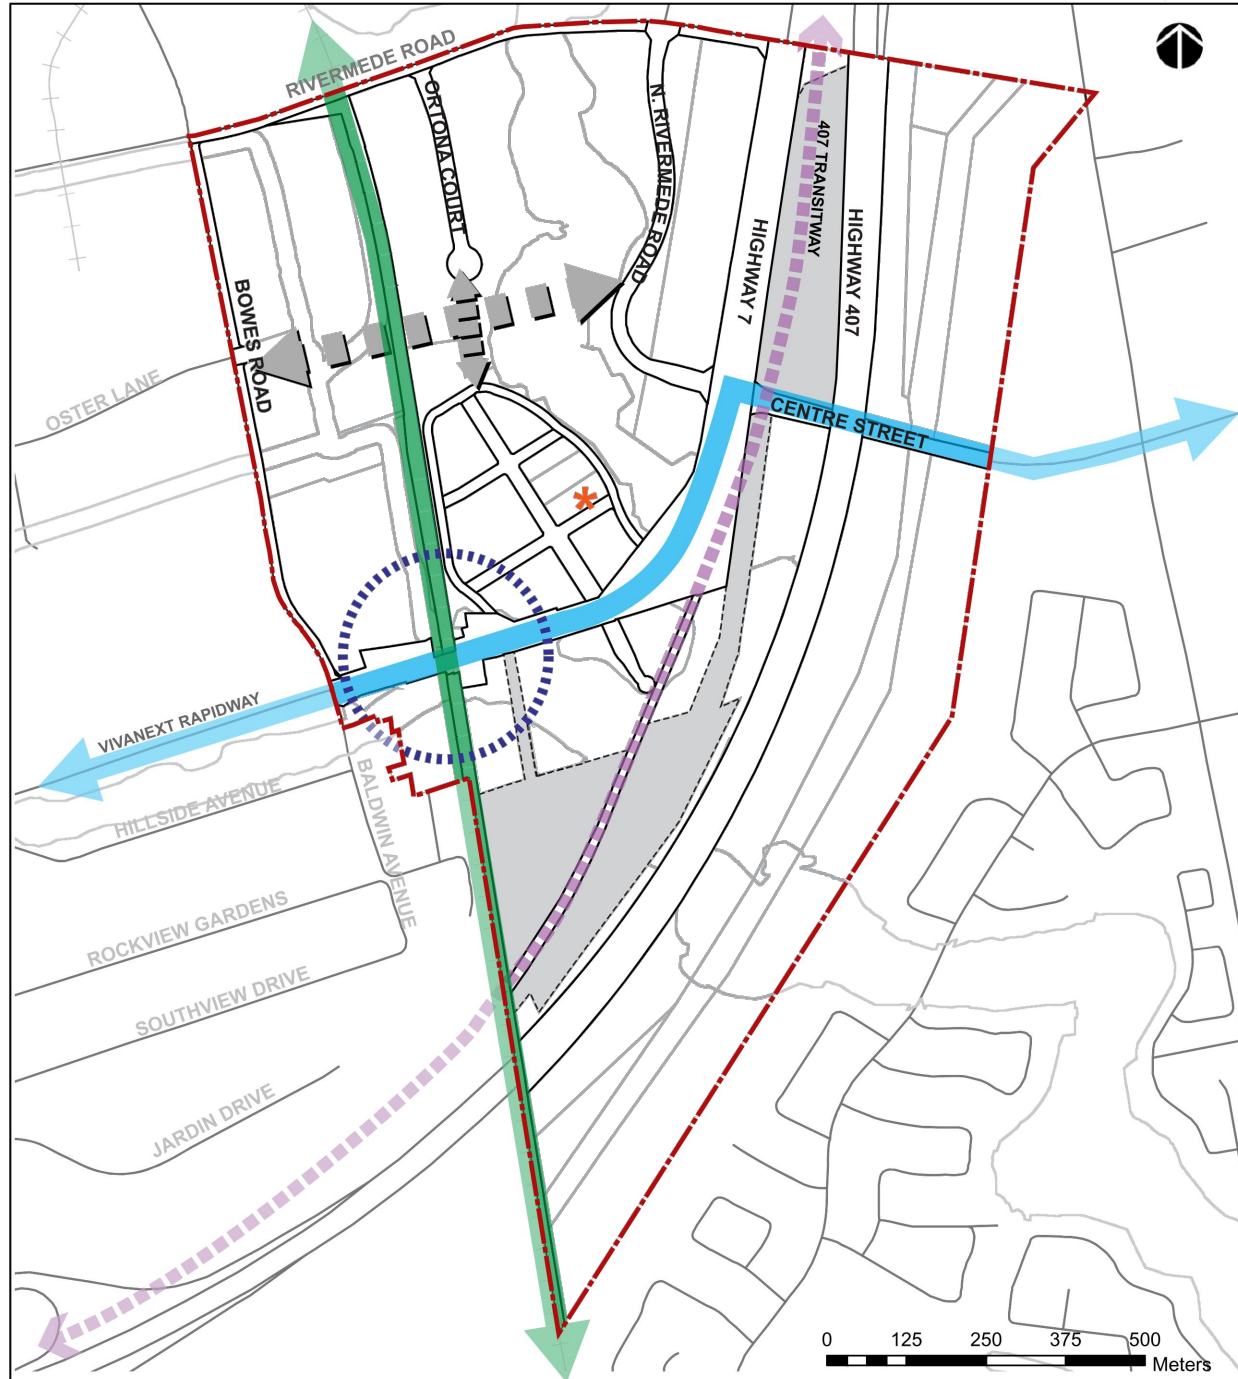 RIVERMEDE ROAD
ORTONA COURT
N. RIVERMEDE ROAD
407 TRANSITWAY
HIGHWAY 7
HIGHWAY 407
BOWES ROAD
OSTER LANE
CENTRE STREET
VIVANEXT RAPIDWAY
HILLSIDE AVENUE
BALDWIN AVENUE
ROCKVIEW GARDENS
SOUTHVIEW DRIVE
JARDIN DRIVE
0 125 250 375 500
Meters